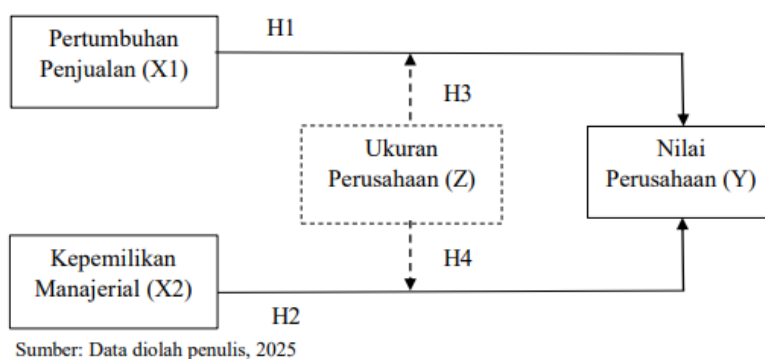 Pertumbuhan
Penjualan (X1)
H1
H3
Ukuran
Perusahaan (Z)
Nilai
Perusahaan (Y)
Kepemilikan
Manajerial (X2)
H4
H2
Sumber: Data diolah penulis, 2025